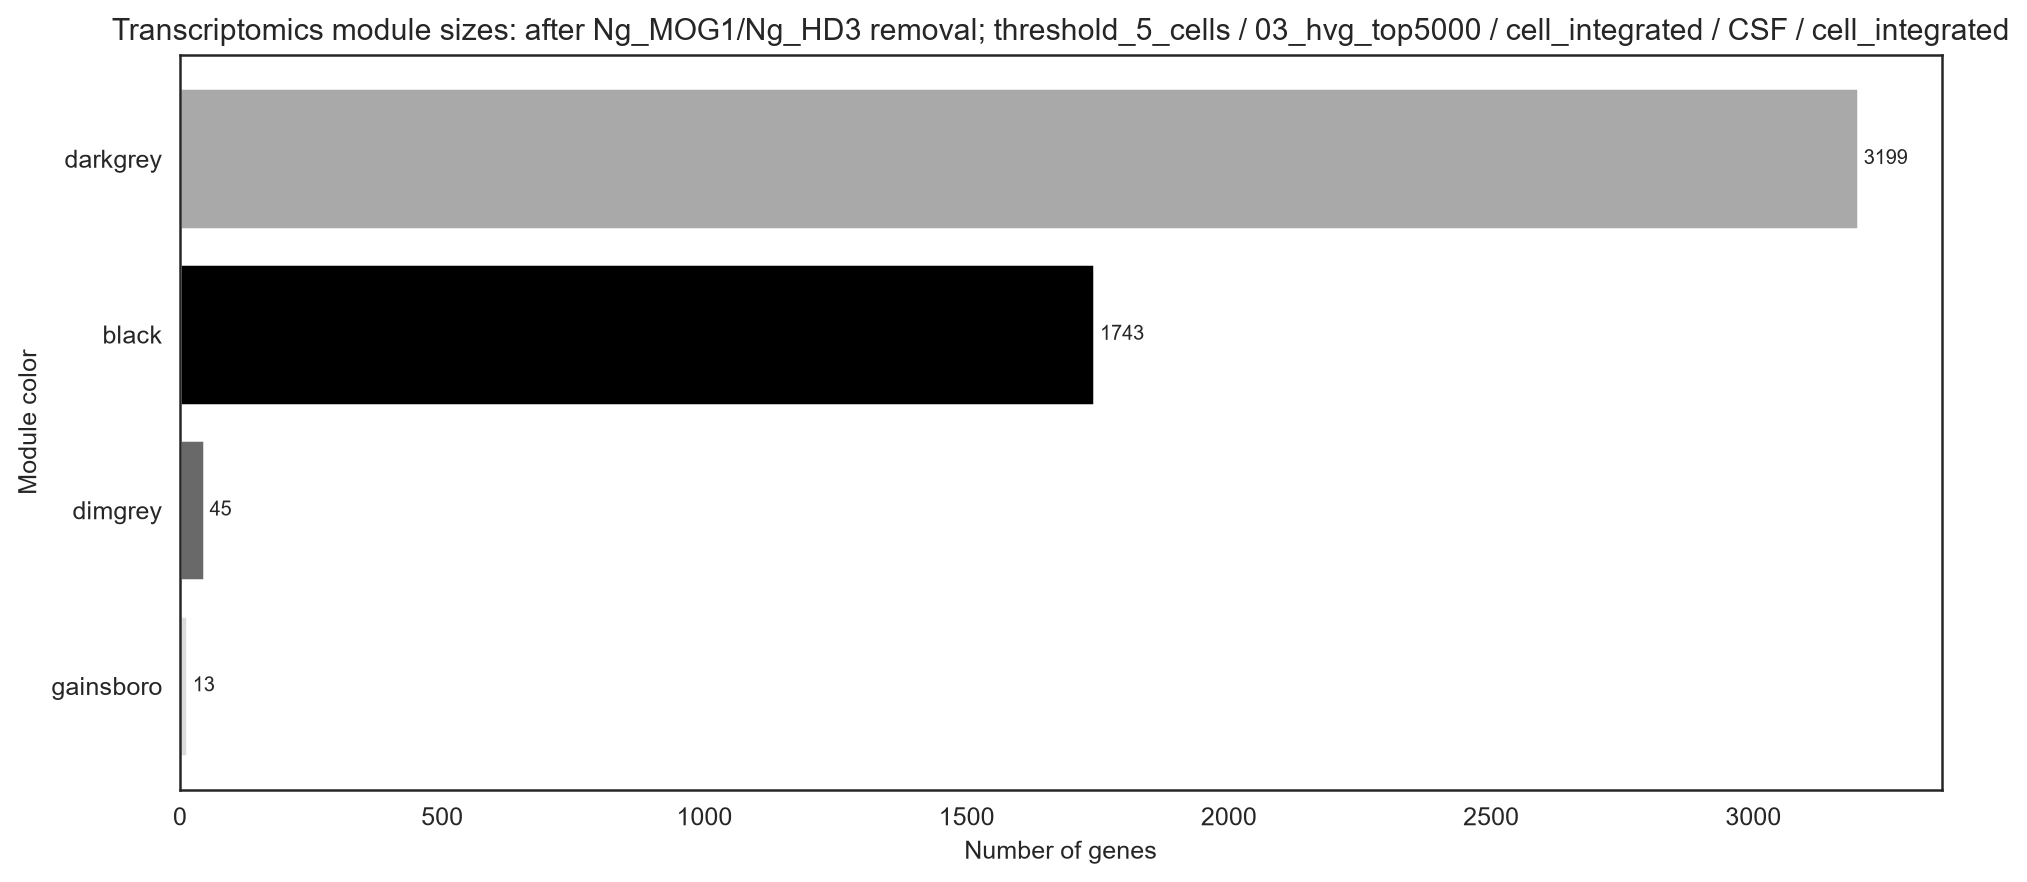 Transcriptomics module sizes: after Ng_MOG1/Ng_HD3 removal; threshold_5_cells / 03_hvg_top5000 / cell_integrated / CSF / cell_integrated
darkgrey
3199
black
1743
dimgrey
45
gainsboro
13
Module color
0 500 1000 1500 2000 2500 3000
Number of genes